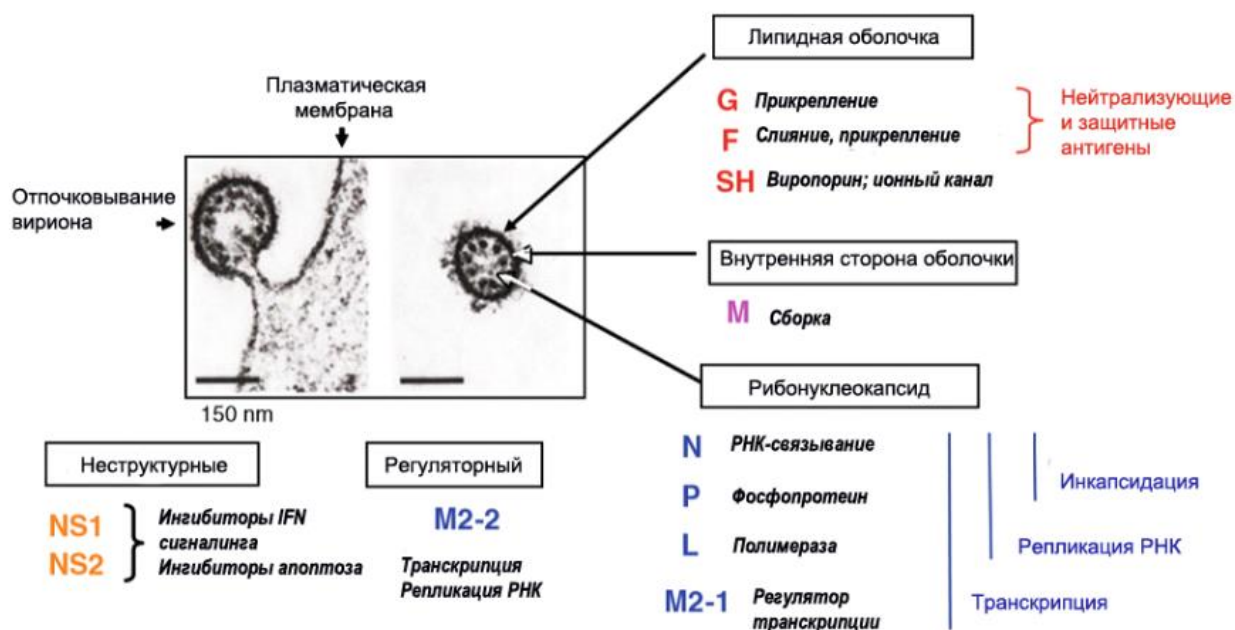 Липидная оболочка
Плазматическая
мембрана
G Прикрепление
F Слияние, прикрепление
SH Виропорин; ионный канал
Нейтрализующие
и защитные
антигены
Отпочковывание
вириона
Внутренняя сторона оболочки
M Сборка
Рибонуклеокапсид
150 nm
N РНК-связывание
P Фосфопротеин
L Полимераза
M2-1 Регулятор
транскрипции
Инкапсидация
Репликация РНК
Транскрипция
Неструктурные
NS1
NS2
Ингибиторы IFN
сигналинга
Ингибиторы апоптоза
Регуляторный
M2-2
Транскрипция
Репликация РНК